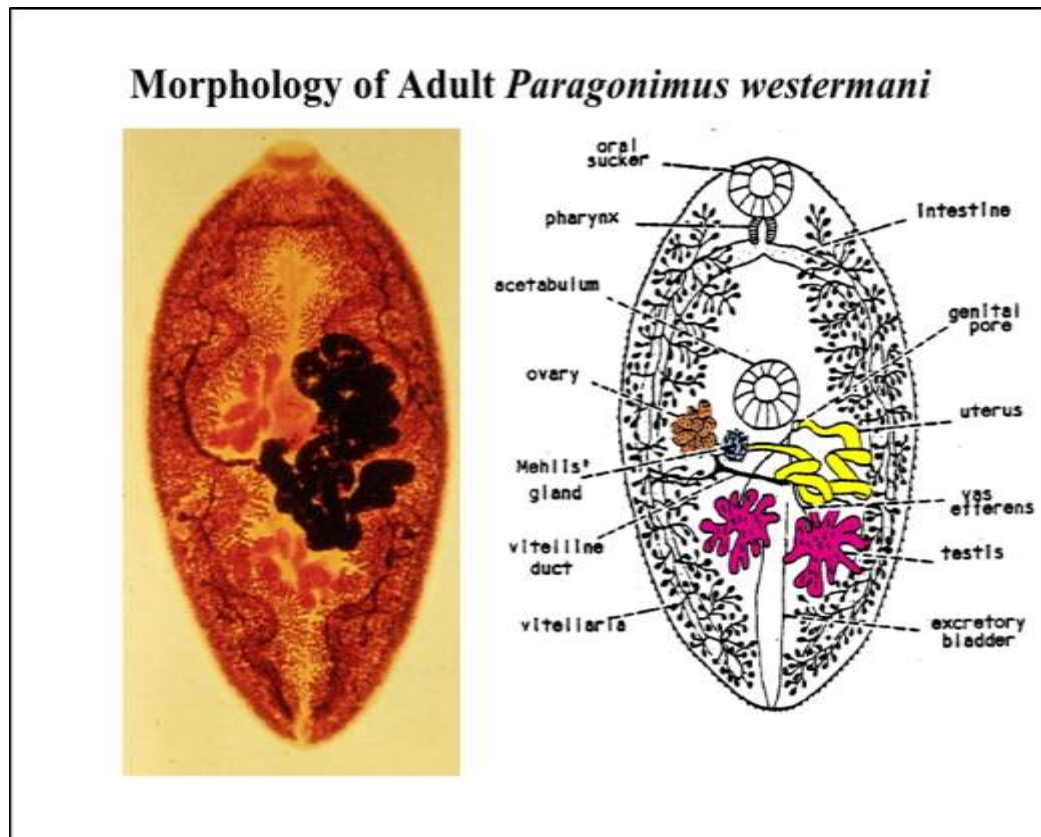 Morphology of Adult Paragonimus westermani
oral
sucker
pharynx
acetabulum
ovary
Mehlis'
gland
vitelline
duct
vitellaria
intestine
genital
pore
uterus
vas
efferens
testis
excretory
bladder